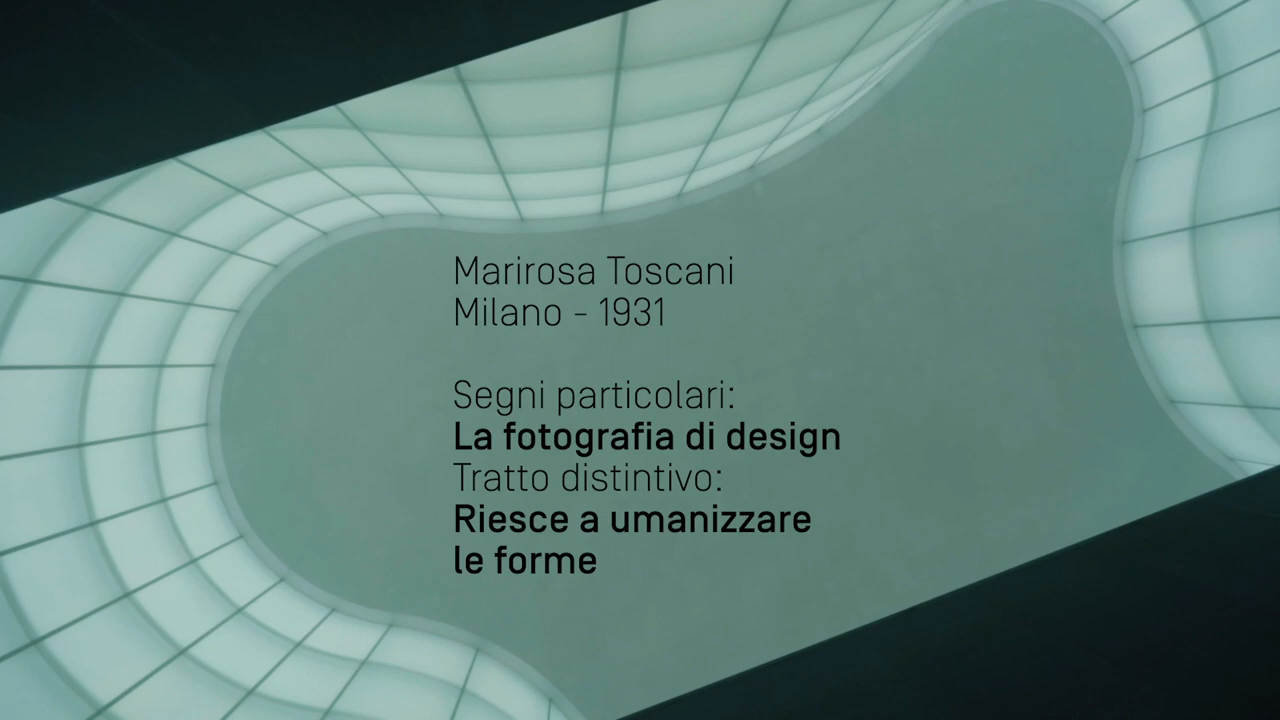 Marirosa Toscani
Milano - 1931
Segni particolari:
La fotografia di design
Tratto distintivo:
Riesce a umanizzare
le forme